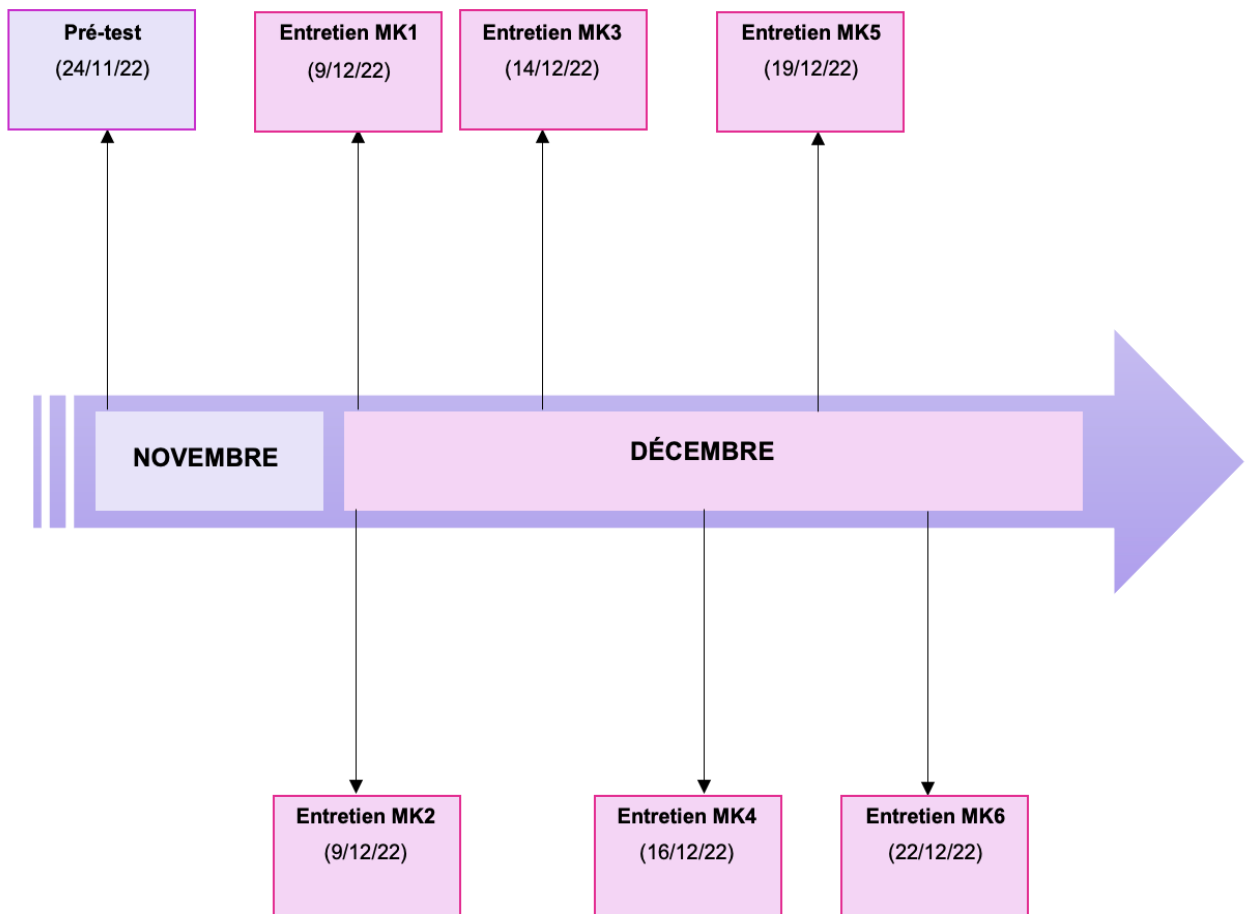 Pré-test
(24/11/22)
Entretien MK1
(9/12/22)
Entretien MK3
(14/12/22)
Entretien MK5
(19/12/22)
NOVEMBRE
DÉCEMBRE
Entretien MK2
(9/12/22)
Entretien MK4
(16/12/22)
Entretien MK6
(22/12/22)